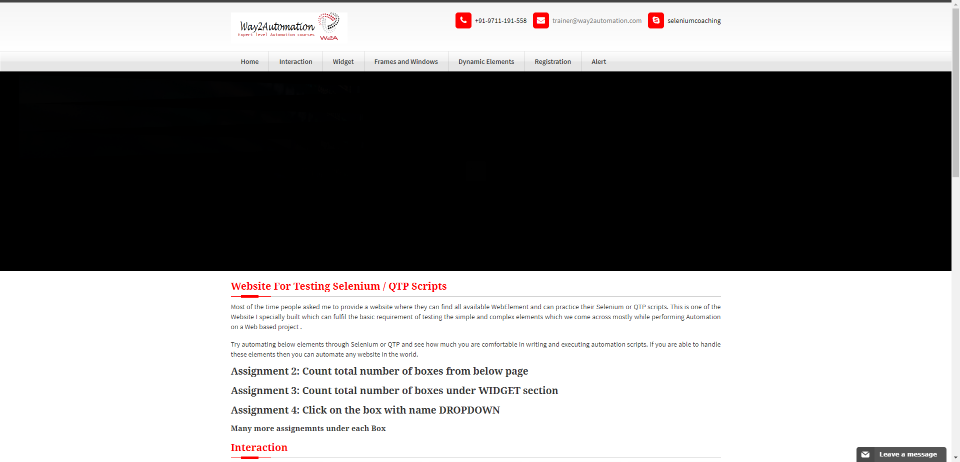 Way2Automation
Expert level Automation courses
W2A
+91-9711-191-558
trainer@way2automation.com
seleniumcoaching
Home
Interaction
Widget
Frames and Windows
Dynamic Elements
Registration
Alert
Website For Testing Selenium / QTP Scripts
Most of the time people asked me to provide a website where they can find all available WebElement and can practice their Selenium or QTP scripts. This is one of the
Website I specially built which can fulfil the basic requirement of testing the simple and complex elements which we come across mostly while performing Automation
on a Web based project .
Try automating below elements through Selenium or QTP and see how much you are comfortable in writing and executing automation scripts. If you are able to handle
these elements then you can automate any website in the world.
Assignment 2: Count total number of boxes from below page
Assignment 3: Count total number of boxes under WIDGET section
Assignment 4: Click on the box with name DROPDOWN
Many more assignemnts under each Box
Interaction
Leave a message